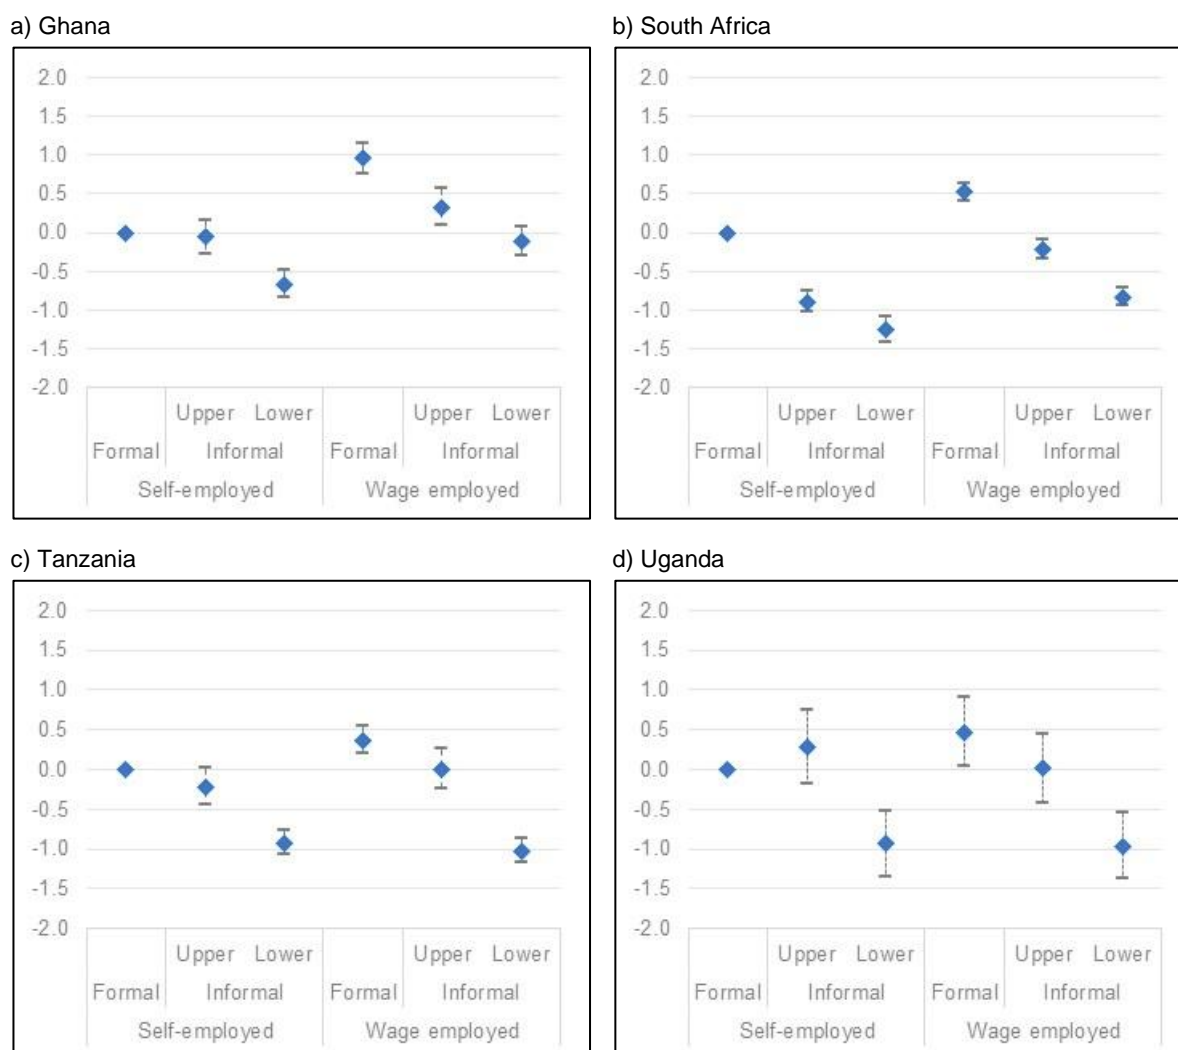 a) Ghana
2.0
1.5
1.0
0.5
0.0
-0.5
-1.0
-1.5
-2.0
Upper Lower Upper Lower
Formal Informal Formal Informal
Self-employed Wage employed
b) South Africa
2.0
1.5
1.0
0.5
0.0
-0.5
-1.0
-1.5
-2.0
Upper Lower Upper Lower
Formal Informal Formal Informal
Self-employed Wage employed
c) Tanzania
2.0
1.5
1.0
0.5
0.0
-0.5
-1.0
-1.5
-2.0
Upper Lower Upper Lower
Formal Informal Formal Informal
Self-employed Wage employed
d) Uganda
2.0
1.5
1.0
0.5
0.0
-0.5
-1.0
-1.5
-2.0
Upper Lower Upper Lower
Formal Informal Formal Informal
Self-employed Wage employed